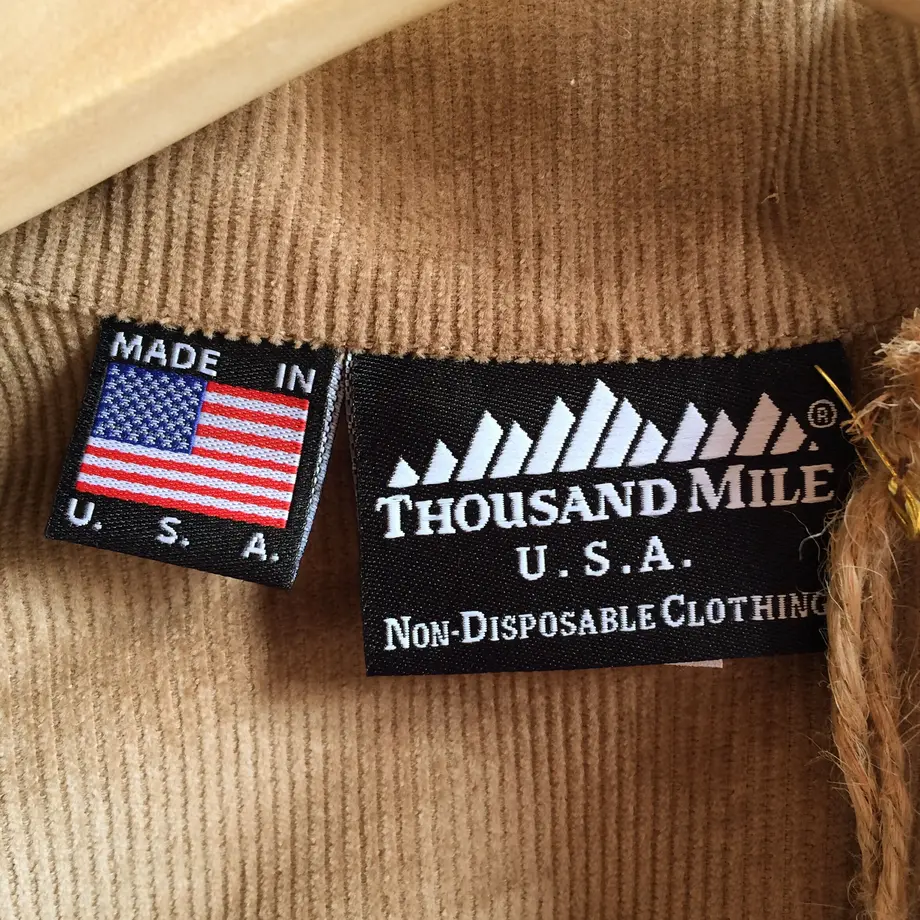 MADE IN
U. S. A.
®
THOUSAND MILE
U.S.A.
NON-DISPOSABLE CLOTHING